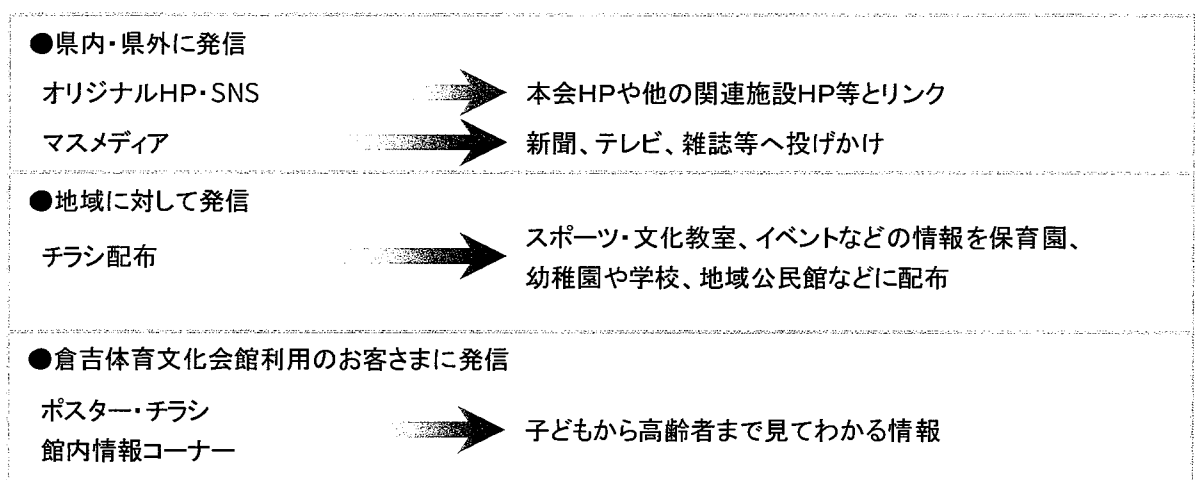 ●県内・県外に発信
オリジナルHP・SNS
本会HPや他の関連施設HP等とリンク
マスメディア
新聞、テレビ、雑誌等へ投げかけ
●地域に対して発信
チラシ配布
スポーツ・文化教室、イベントなどの情報を保育園、
幼稚園や学校、地域公民館などに配布
●倉吉体育文化会館利用のお客さまに発信
ポスター・チラシ
館内情報コーナー
子どもから高齢者まで見てわかる情報